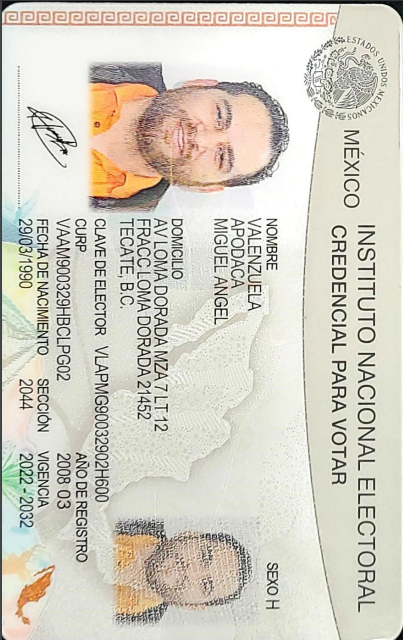 ESTADOS UNIDOS MEXICANOS
MÉXICO
INSTITUTO NACIONAL ELECTORAL
CREDENCIAL PARA VOTAR
NOMBRE
VALENZUELA
APODACA
MIGUEL ANGEL
SEXO H
DOMICILIO
AV LOMA DORADA MZA 7 LT 12
FRACC LOMA DORADA 21452
TECATE, B.C.
CLAVE DE ELECTOR VLAPMG90032902H600
CURP
VAAM900329HBCLPG02
AÑO DE REGISTRO
2008 03
FECHA DE NACIMIENTO
29/03/1990
SECCIÓN
2044
VIGENCIA
2022 - 2032